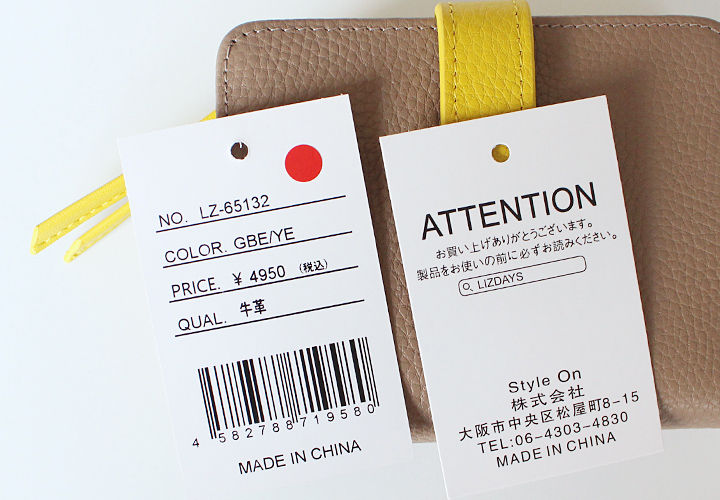 NO. LZ-65132
COLOR. GBE/YE
PRICE. ¥ 4950 (税込)
QUAL. 牛革
4 582788 719580
MADE IN CHINA
ATTENTION
お買い上げありがとうございます。
製品をお使いの前に必ずお読みください。
LIZDAYS
Style On
株式会社
大阪市中央区松屋町8-15
TEL:06-4303-4830
MADE IN CHINA